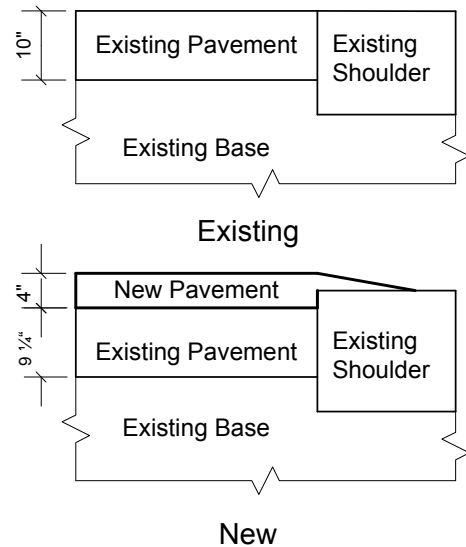 10"
Existing Pavement
Existing
Shoulder
Existing Base
Existing
4"
New Pavement
9 ¼“
Existing Pavement
Existing
Shoulder
Existing Base
New